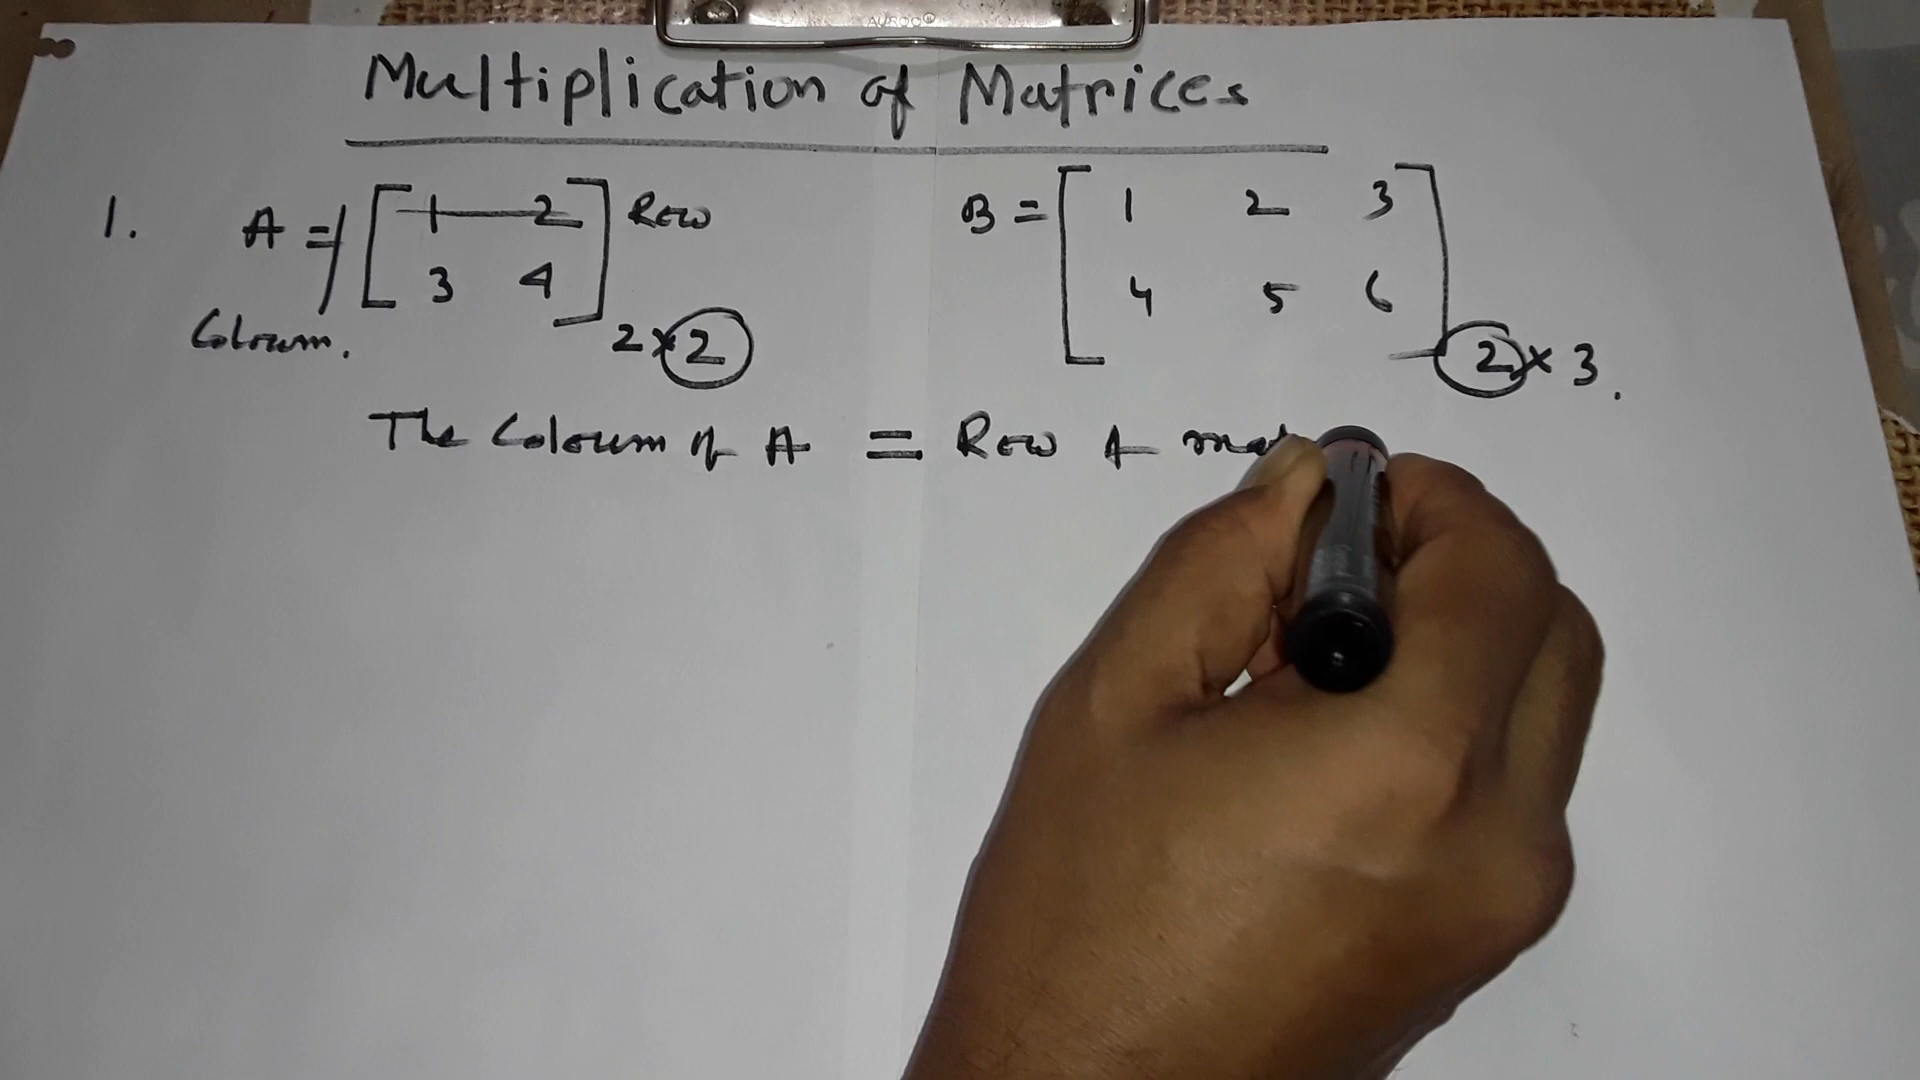 AUROO®
Multiplication of Matrices
1. A = [ 1 2 ] Row B = [ 1 2 3 ]
3 4 4 5 6
Coloum. 2×2 2×3.
The Coloum of A = Row A